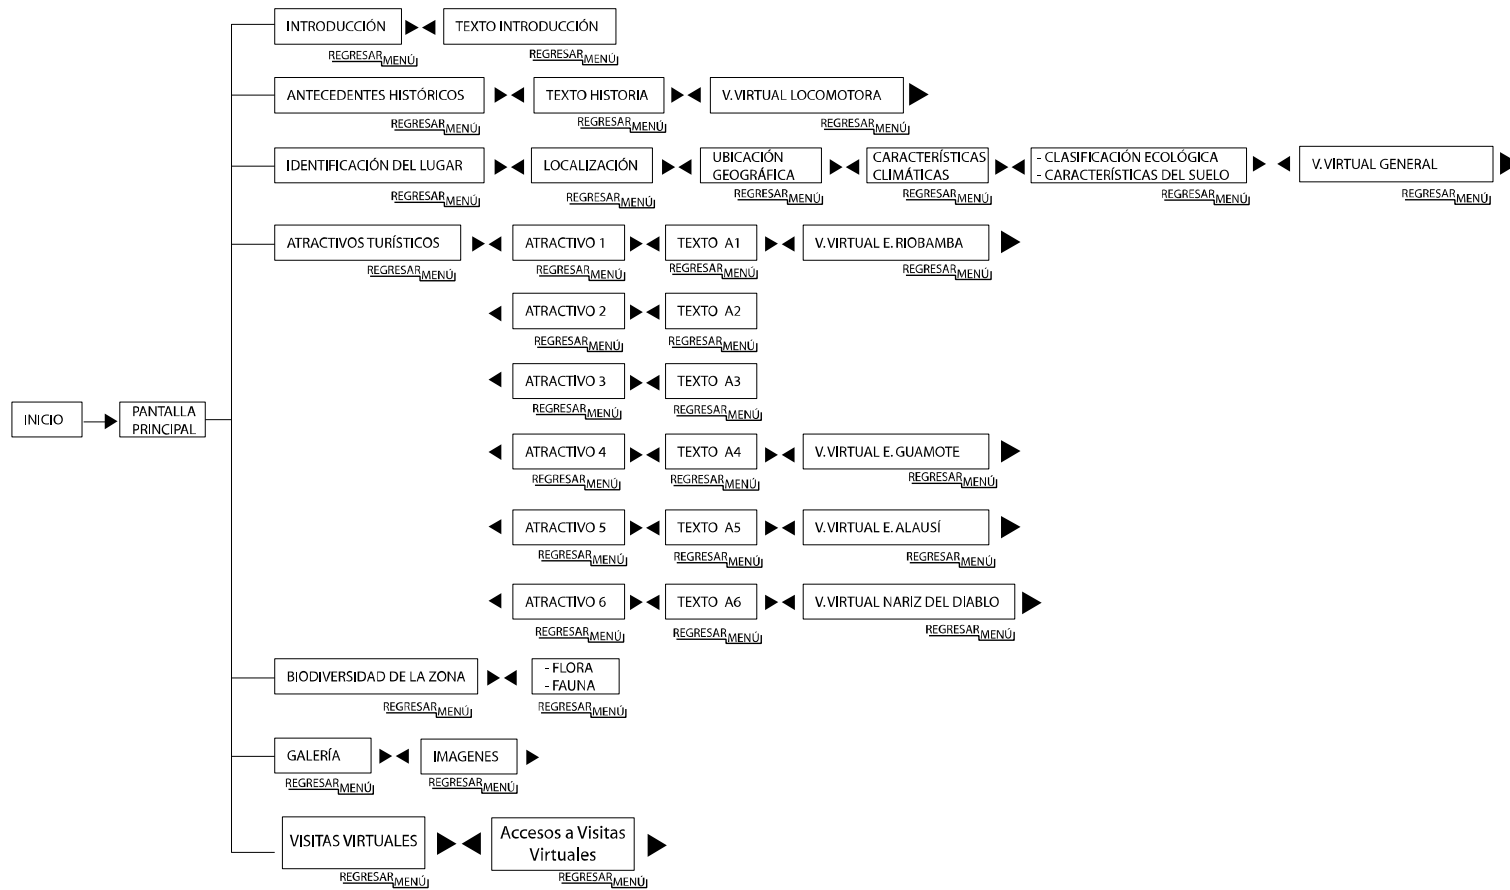 INTRODUCCIÓN TEXTO INTRODUCCIÓN
REGRESAR MENÚ REGRESAR MENÚ
ANTECEDENTES HISTÓRICOS TEXTO HISTORIA V. VIRTUAL LOCOMOTORA
REGRESAR MENÚ REGRESAR MENÚ REGRESAR MENÚ
IDENTIFICACIÓN DEL LUGAR LOCALIZACIÓN UBICACIÓN GEOGRÁFICA CARACTERÍSTICAS CLIMÁTICAS - CLASIFICACIÓN ECOLÓGICA - CARACTERÍSTICAS DEL SUELO V. VIRTUAL GENERAL
REGRESAR MENÚ REGRESAR MENÚ REGRESAR MENÚ REGRESAR MENÚ REGRESAR MENÚ REGRESAR MENÚ
ATRACTIVOS TURÍSTICOS ATRACTIVO 1 TEXTO A1 V. VIRTUAL E. RIOBAMBA
REGRESAR MENÚ REGRESAR MENÚ REGRESAR MENÚ REGRESAR MENÚ
ATRACTIVO 2 TEXTO A2
REGRESAR MENÚ REGRESAR MENÚ
ATRACTIVO 3 TEXTO A3
REGRESAR MENÚ REGRESAR MENÚ
INICIO
PANTALLA
PRINCIPAL
ATRACTIVO 4 TEXTO A4 V. VIRTUAL E. GUAMOTE
REGRESAR MENÚ REGRESAR MENÚ REGRESAR MENÚ
ATRACTIVO 5 TEXTO A5 V. VIRTUAL E. ALAUSÍ
REGRESAR MENÚ REGRESAR MENÚ REGRESAR MENÚ
ATRACTIVO 6 TEXTO A6 V. VIRTUAL NARIZ DEL DIABLO
REGRESAR MENÚ REGRESAR MENÚ REGRESAR MENÚ
BIODIVERSIDAD DE LA ZONA - FLORA - FAUNA
REGRESAR MENÚ REGRESAR MENÚ
GALERÍA IMAGENES
REGRESAR MENÚ REGRESAR MENÚ
VISITAS VIRTUALES Accesos a Visitas Virtuales
REGRESAR MENÚ REGRESAR MENÚ